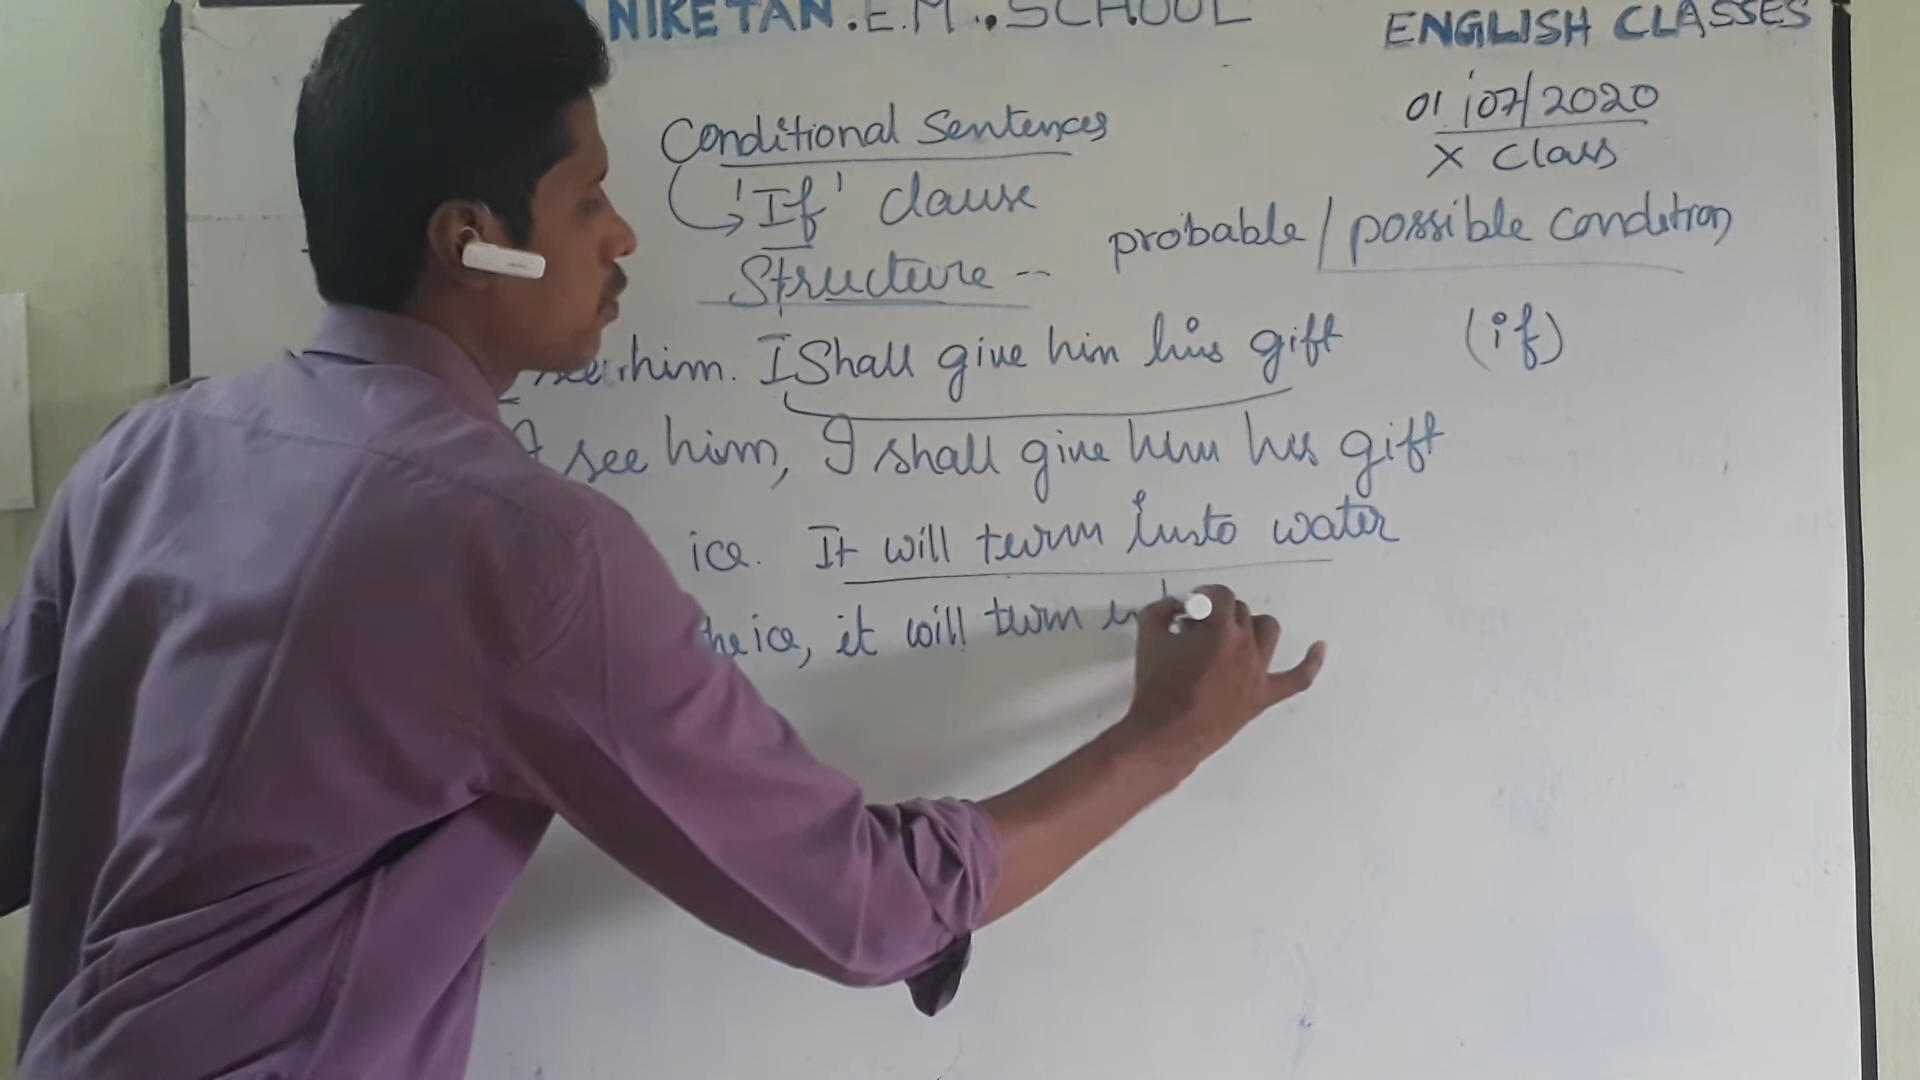 NIKETAN.E.M..SCHOOL
ENGLISH CLASSES
01/07/2020
X Class
Conditional Sentences
'If' clause
Structure -- probable / possible condition
see him. I Shall give him his gift (if)
I see him, I shall give him his gift
ice. It will turn into water
the ice, it will turn